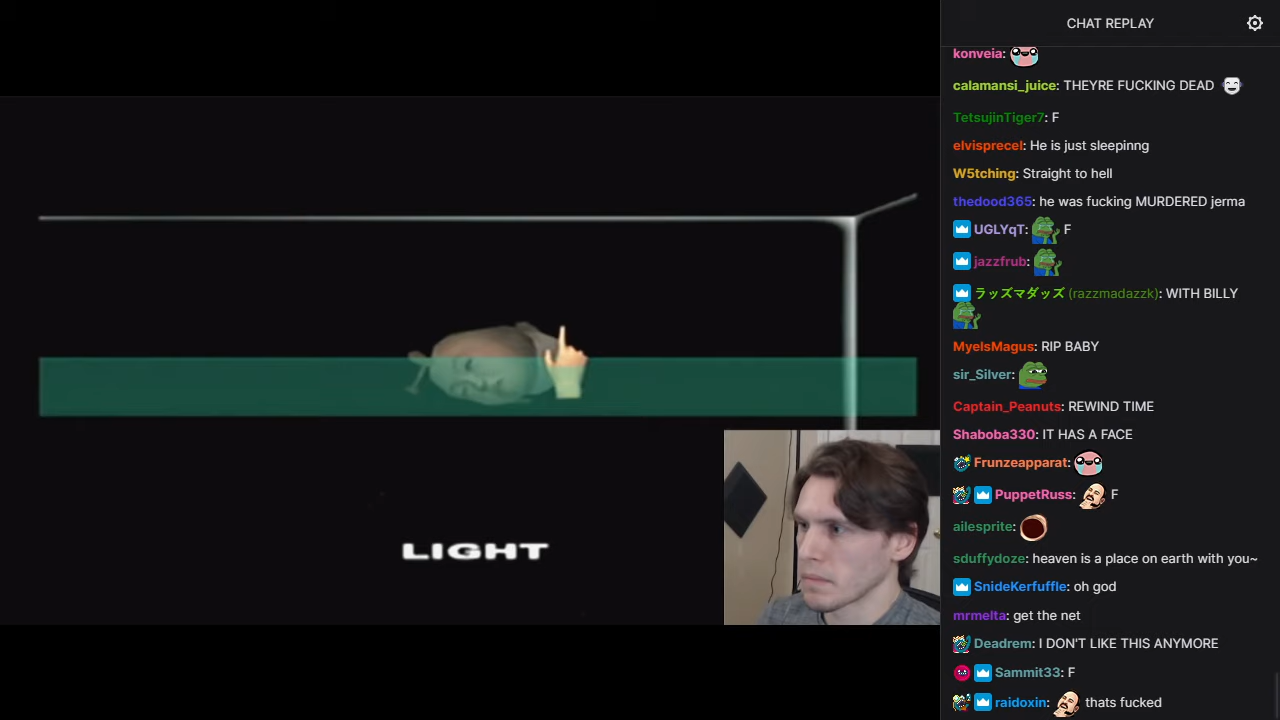 CHAT REPLAY
konveia:
calamansi_juice: THEYRE FUCKING DEAD
TetsujinTiger7: F
elvisprecel: He is just sleepinng
W5tching: Straight to hell
thedood365: he was fucking MURDERED jerma
UGLYqT: F
jazzfrub:
ラッズマダッズ (razzmadazzk): WITH BILLY
MyelsMagus: RIP BABY
sir_Silver:
Captain_Peanuts: REWIND TIME
Shaboba330: IT HAS A FACE
Frunzeapparat:
PuppetRuss: F
ailesprite:
sduffydoze: heaven is a place on earth with you~
SnideKerfuffle: oh god
mrmelta: get the net
Deadrem: I DON'T LIKE THIS ANYMORE
Sammit33: F
raidoxin: thats fucked
LIGHT